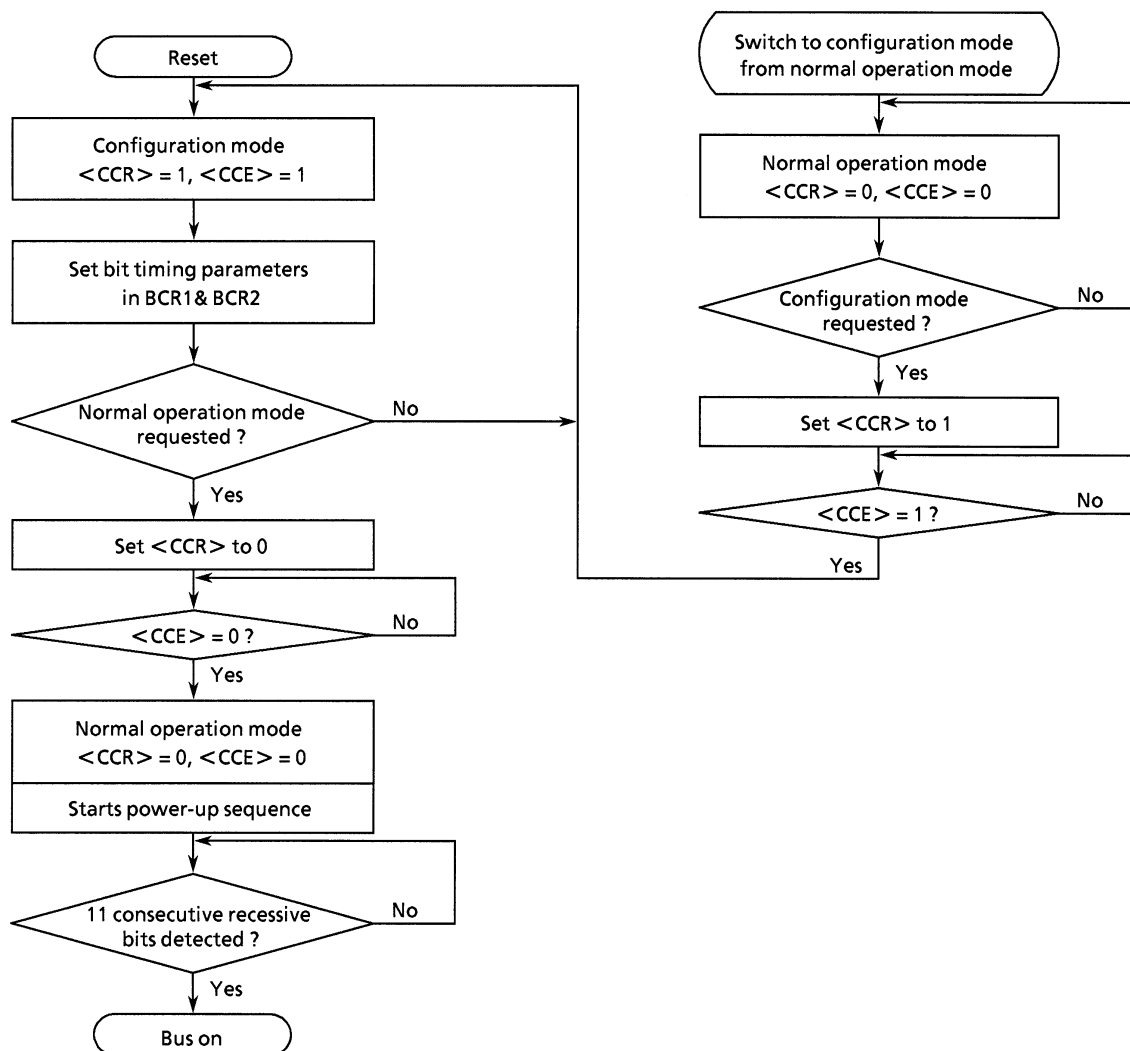 Reset
Configuration mode
<CCR> = 1, <CCE> = 1
Set bit timing parameters
in BCR1& BCR2
Normal operation mode
requested ?
No
Yes
Set <CCR> to 0
<CCE> = 0 ?
No
Yes
Normal operation mode
<CCR> = 0, <CCE> = 0
Starts power-up sequence
11 consecutive recessive
bits detected ?
No
Yes
Bus on
Switch to configuration mode
from normal operation mode
Normal operation mode
<CCR> = 0, <CCE> = 0
Configuration mode
requested ?
No
Yes
Set <CCR> to 1
<CCE> = 1 ?
No
Yes